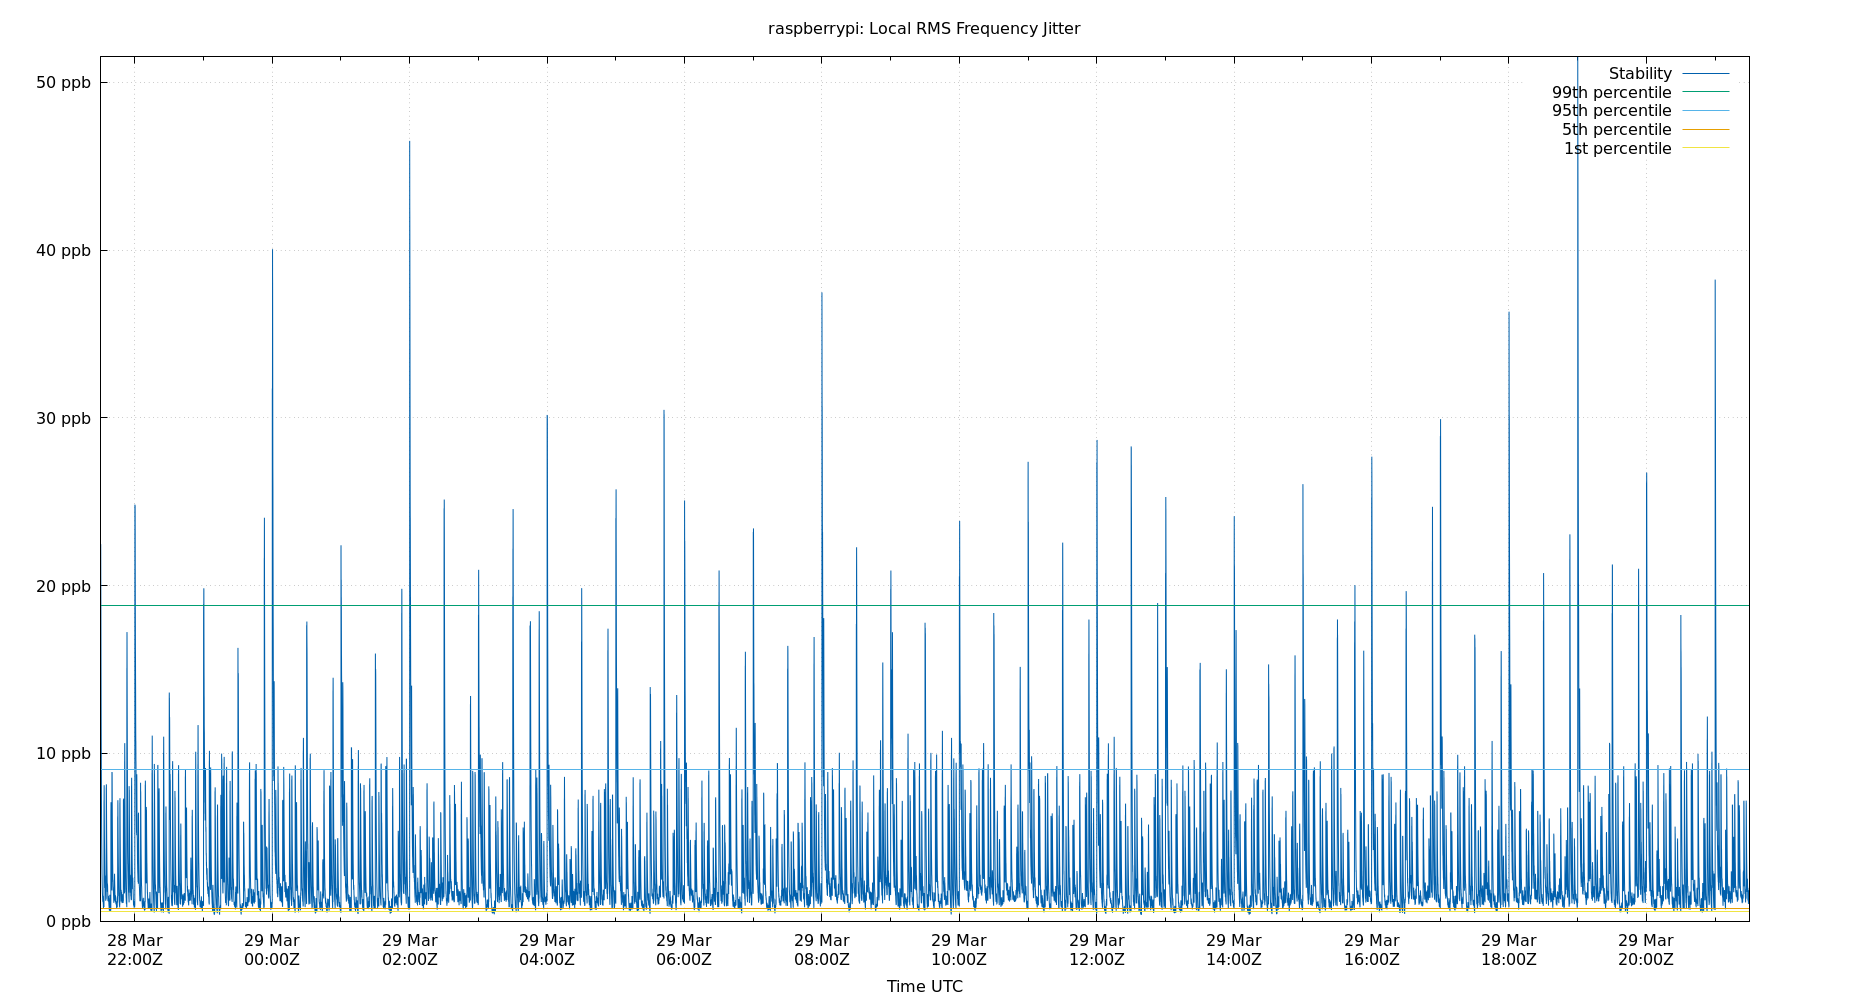 raspberrypi: Local RMS Frequency Jitter
50 ppb
40 ppb
30 ppb
20 ppb
10 ppb
0 ppb
Stability
99th percentile
95th percentile
5th percentile
1st percentile
28 Mar
22:00Z
29 Mar
00:00Z
29 Mar
02:00Z
29 Mar
04:00Z
29 Mar
06:00Z
29 Mar
08:00Z
29 Mar
10:00Z
29 Mar
12:00Z
29 Mar
14:00Z
29 Mar
16:00Z
29 Mar
18:00Z
29 Mar
20:00Z
Time UTC